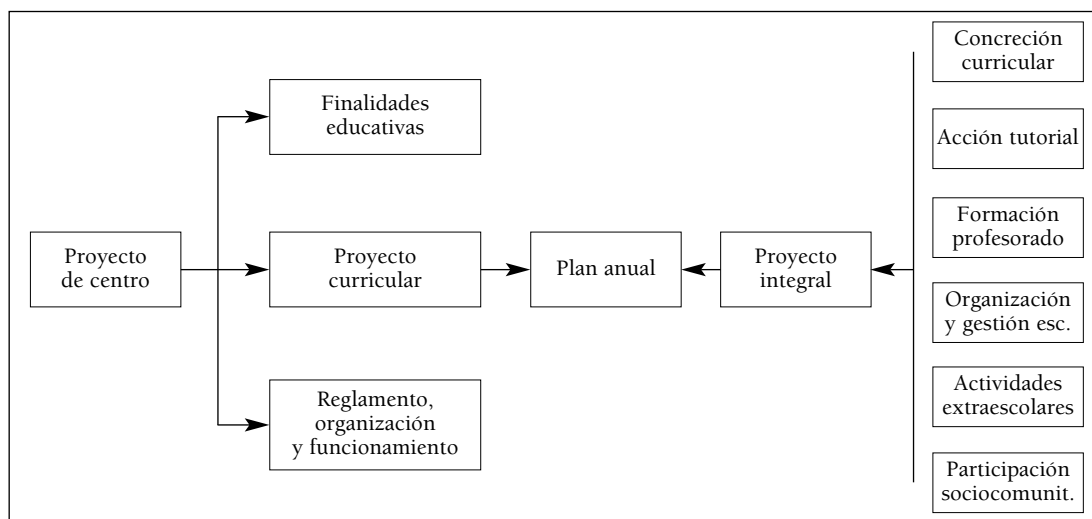 Finalidades
educativas
Proyecto
de centro
Proyecto
curricular
Plan anual
Proyecto
integral
Reglamento,
organización
y funcionamiento
Concreción
curricular
Acción tutorial
Formación
profesorado
Organización
y gestión esc.
Actividades
extraescolares
Participación
sociocomunit.